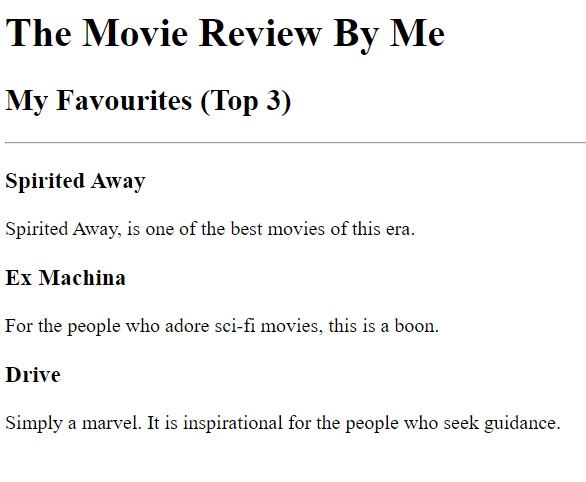 The Movie Review By Me
My Favourites (Top 3)
Spirited Away
Spirited Away, is one of the best movies of this era.
Ex Machina
For the people who adore sci-fi movies, this is a boon.
Drive
Simply a marvel. It is inspirational for the people who seek guidance.